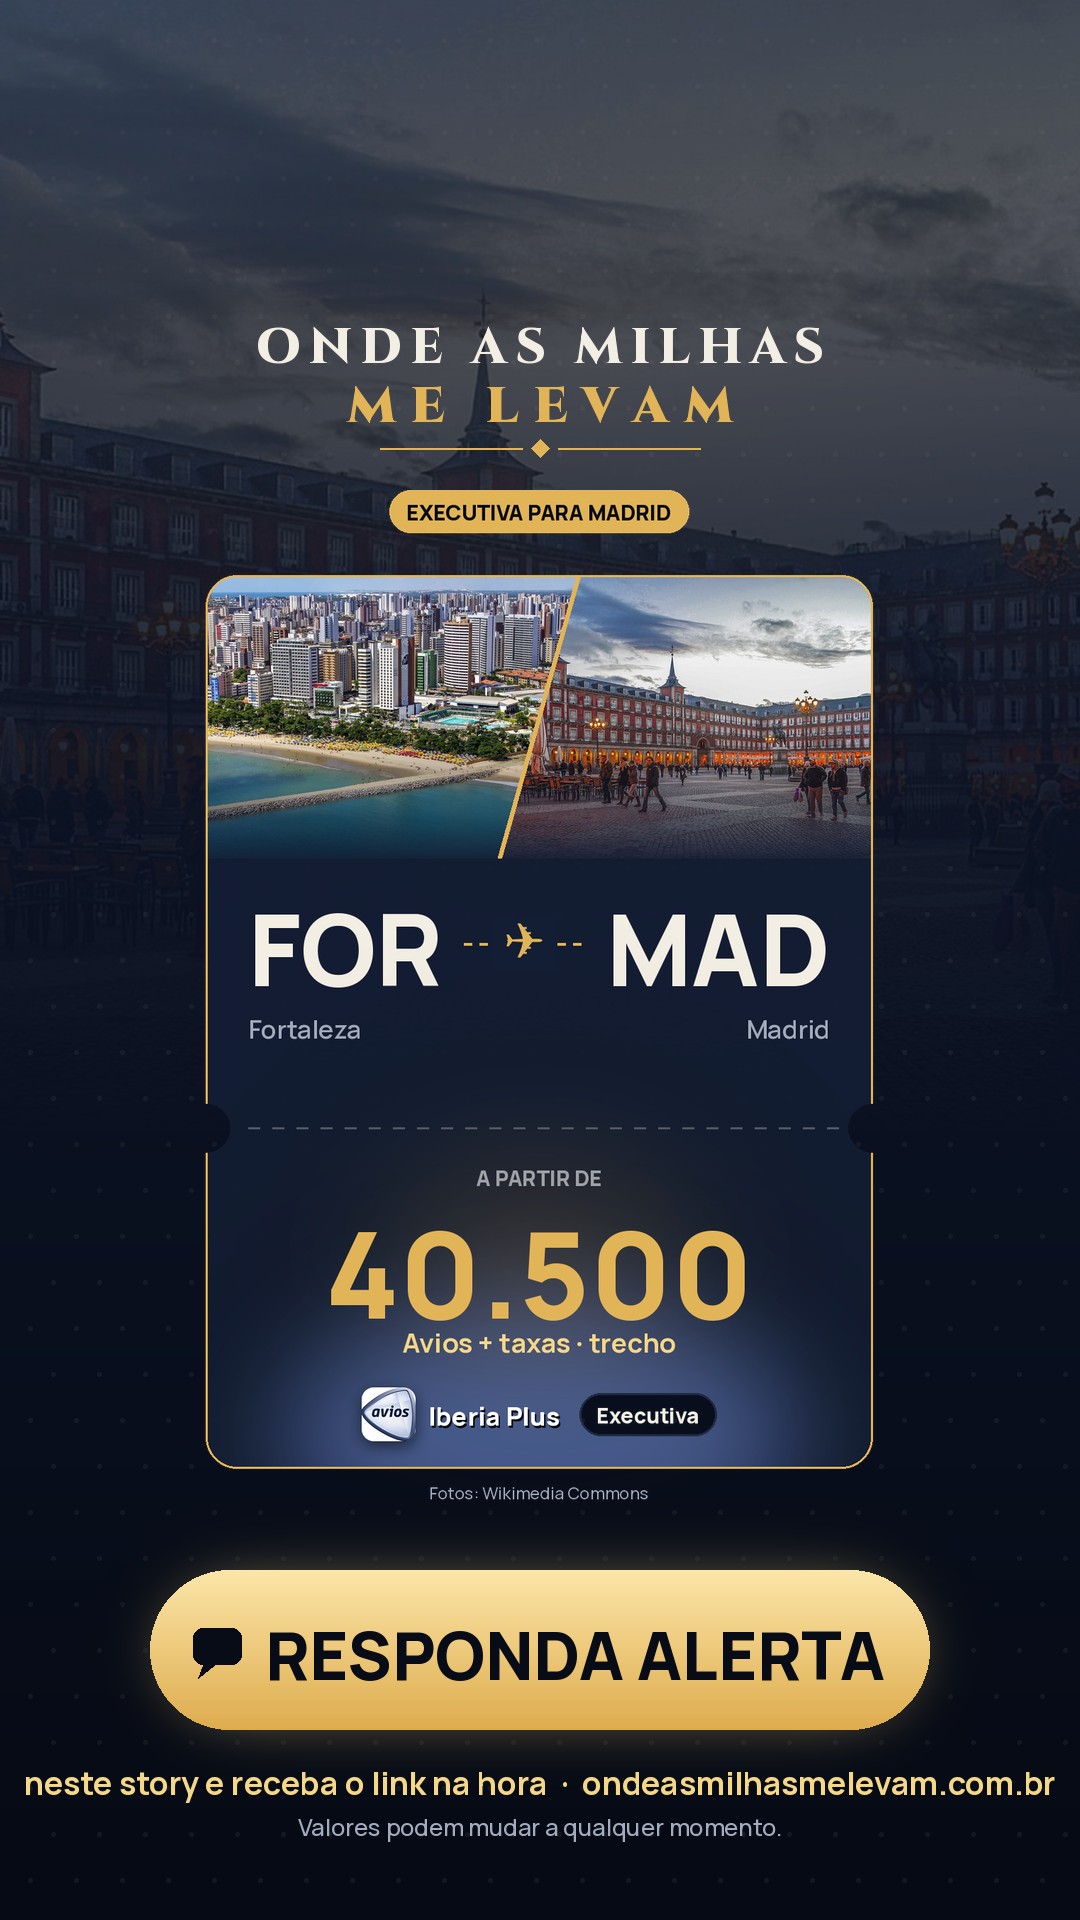 ONDE AS MILHAS
ME LEVAM
EXECUTIVA PARA MADRID
FOR -- ✈ -- MAD
Fortaleza Madrid
A PARTIR DE
40.500
Avios + taxas · trecho
avios Iberia Plus Executiva
Fotos: Wikimedia Commons
RESPONDA ALERTA
neste story e receba o link na hora · ondeasmilhasmelevam.com.br
Valores podem mudar a qualquer momento.